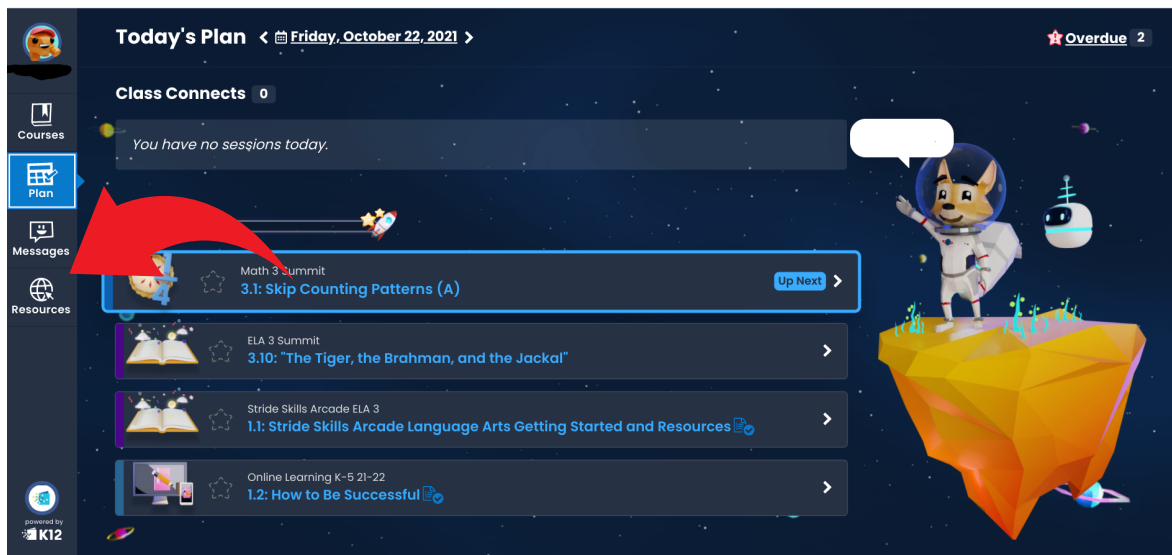 Today's Plan < Friday, October 22, 2021 >
Overdue 2
Class Connects 0
You have no sessions today.
Courses
Plan
Messages
Resources
Math 3 Summit
3.1: Skip Counting Patterns (A)
Up Next
ELA 3 Summit
3.10: "The Tiger, the Brahman, and the Jackal"
Stride Skills Arcade ELA 3
1.1: Stride Skills Arcade Language Arts Getting Started and Resources
Online Learning K-5 21-22
1.2: How to Be Successful
powered by
K12